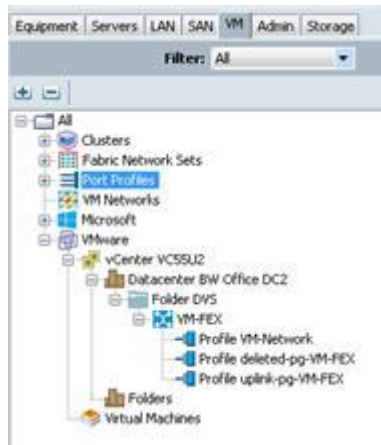 Equipment Servers LAN SAN VM Admin Storage
Filter: All
All
Clusters
Fabric Network Sets
Port Profiles
VM Networks
Microsoft
VMware
vCenter VC55U2
Datacenter BW Office DC2
Folder DVS
VM-FEX
Profile VM-Network
Profile deleted-pg-VM-FEX
Profile uplink-pg-VM-FEX
Folders
Virtual Machines